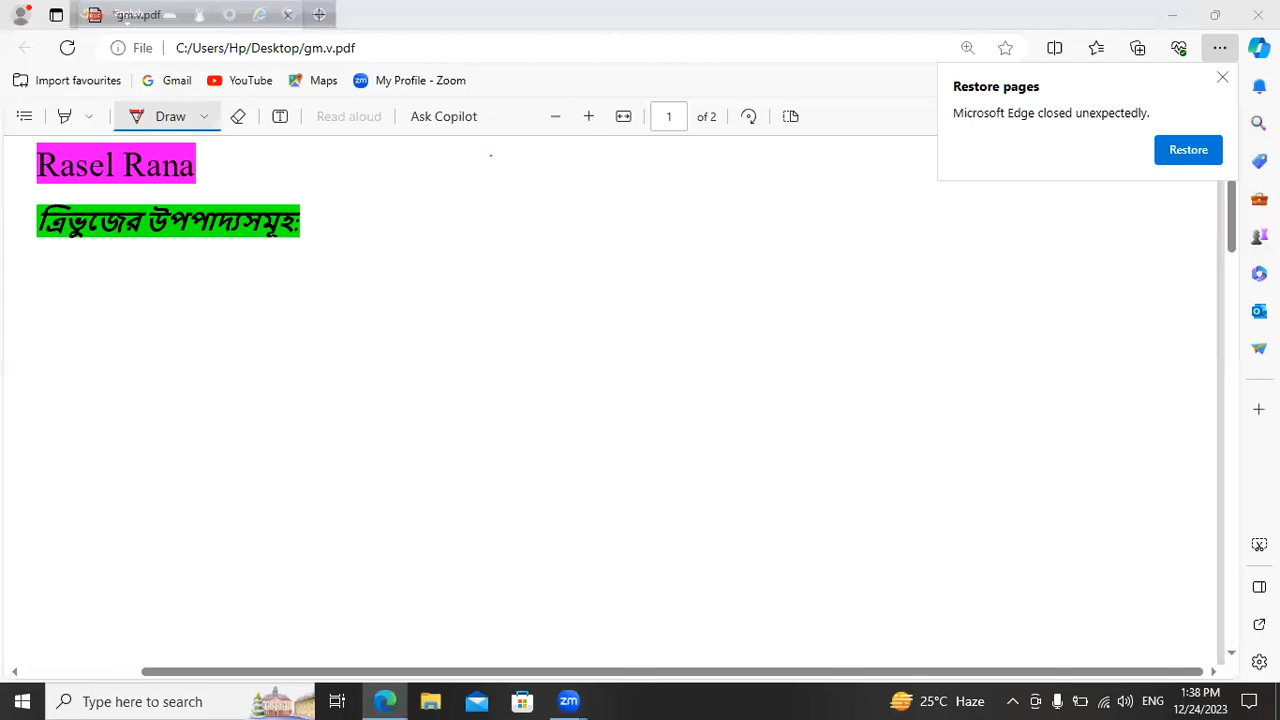 gm.v.pdf
File C:/Users/Hp/Desktop/gm.v.pdf
Import favourites Gmail YouTube Maps My Profile - Zoom
Draw Read aloud Ask Copilot 1 of 2
Restore pages
Microsoft Edge closed unexpectedly.
Restore
Rasel Rana
ত্রিভুজের উপপাদ্যসমূহ:
Type here to search
25°C Haze ENG 1:38 PM
12/24/2023